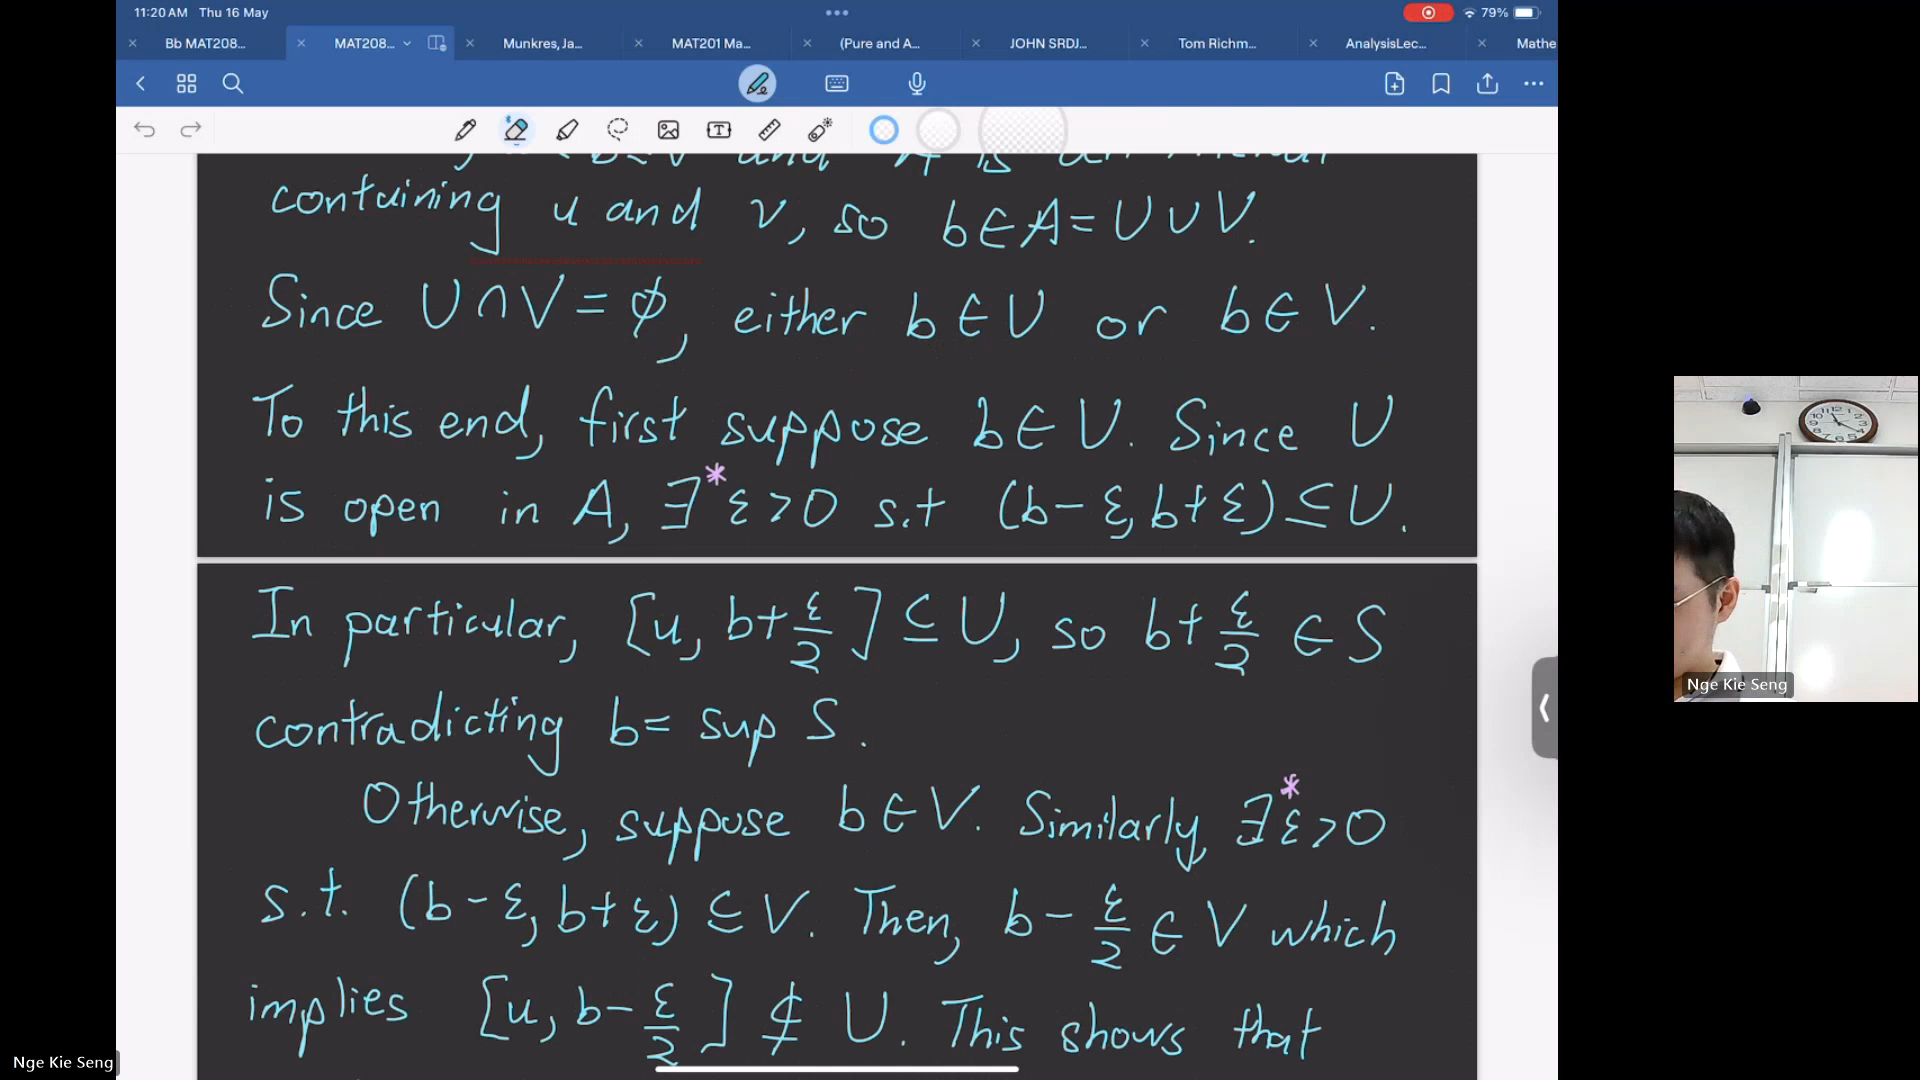 11:20 AM Thu 16 May
79%
Bb MAT208...
MAT208...
Munkres, Ja...
MAT201 Ma...
(Pure and A...
JOHN SRDJ...
Tom Richm...
AnalysisLec...
Mathe
containing u and v, so b∈A=U∪V.
Since U∩V=∅, either b∈U or b∈V.
To this end, first suppose b∈U. Since U
is open in A, ∃* ε>0 s.t (b-ε, b+ε)⊆U.
In particular, [u, b+ε/2]⊆U, so b+ε/2 ∈ S
contradicting b= sup S.
Otherwise, suppose b∈V. Similarly, ∃* ε>0
s.t. (b-ε, b+ε) ⊆ V. Then, b-ε/2 ∈ V which
implies [u, b-ε/2] ⊈ U. This shows that
Nge Kie Seng
Nge Kie Seng